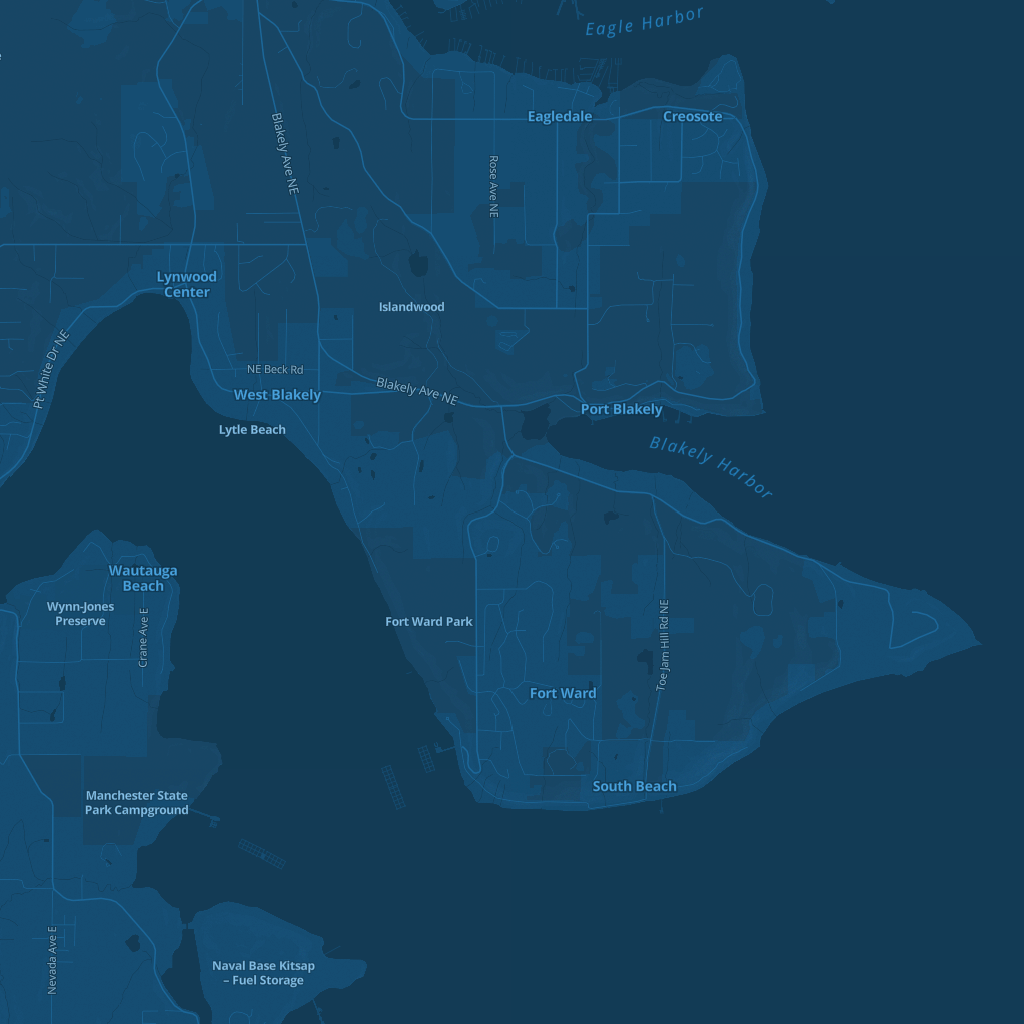 Eagle Harbor
Eagledale
Creosote
Blakely Ave NE
Rose Ave NE
Lynwood
Center
Islandwood
Pt White Dr NE
NE Beck Rd
West Blakely
Blakely Ave NE
Port Blakely
Lytle Beach
Blakely Harbor
Wautauga
Beach
Wynn-Jones
Preserve
Crane Ave E
Fort Ward Park
Toe Jam Hill Rd NE
Fort Ward
South Beach
Manchester State
Park Campground
Nevada Ave E
Naval Base Kitsap
– Fuel Storage